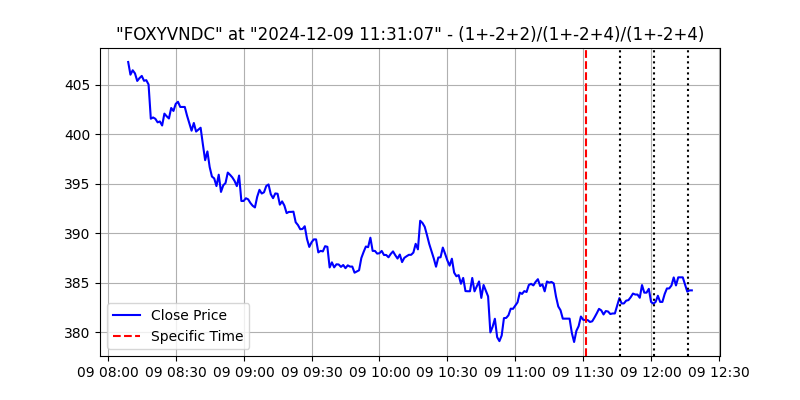 "FOXYVNDC" at "2024-12-09 11:31:07" - (1+-2+2)/(1+-2+4)/(1+-2+4)
405
400
395
390
385
380
Close Price
Specific Time
09 08:00 09 08:30 09 09:00 09 09:30 09 10:00 09 10:30 09 11:00 09 11:30 09 12:00 09 12:30